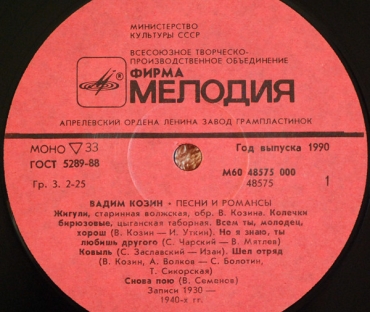 МИНИСТЕРСТВО
КУЛЬТУРЫ СССР
ВСЕСОЮЗНОЕ ТВОРЧЕСКО-
ПРОИЗВОДСТВЕННОЕ ОБЪЕДИНЕНИЕ
ФИРМА
МЕЛОДИЯ
АПРЕЛЕВСКИЙ ОРДЕНА ЛЕНИНА ЗАВОД ГРАМПЛАСТИНОК
МОНО ▽33
Год выпуска 1990
ГОСТ 5289-88
М60 48575 000
Гр. 3. 2-25
48575
1
ВАДИМ КОЗИН • ПЕСНИ И РОМАНСЫ
Жигули, старинная волжская, обр. В. Козина. Колечки
бирюзовые, цыганская таборная. Всем ты, молодец,
хорош (В. Козин — И. Уткин). Но я знаю, ты
любишь другого (С. Чарский — В. Мятлев)
Ковыль (С. Заславский — Изан). Шел отряд
(В. Козин, А. Волков — С. Болотин,
Т. Сикорская)
Снова пою (В. Семенов)
Записи 1930 —
1940-х гг.